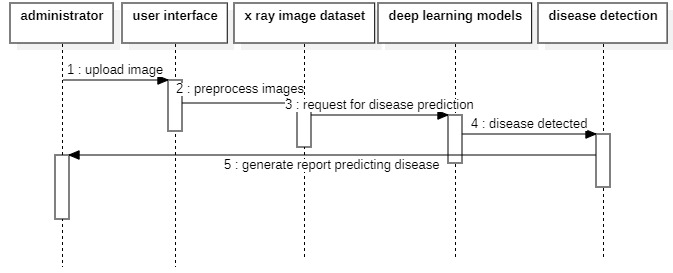 administrator
user interface
x ray image dataset
deep learning models
disease detection
1 : upload image
2 : preprocess images
3 : request for disease prediction
4 : disease detected
5 : generate report predicting disease